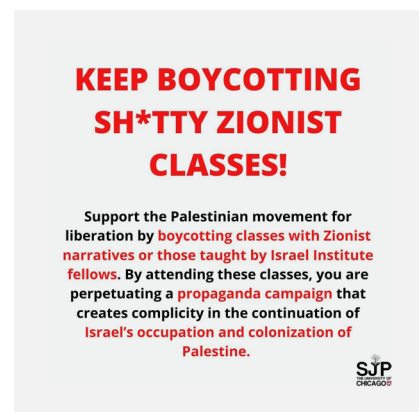 KEEP BOYCOTTING
SH*TTY ZIONIST
CLASSES!
Support the Palestinian movement for
liberation by boycotting classes with Zionist
narratives or those taught by Israel Institute
fellows. By attending these classes, you are
perpetuating a propaganda campaign that
creates complicity in the continuation of
Israel's occupation and colonization of
Palestine.
SJP
THE UNIVERSITY OF
CHICAGO